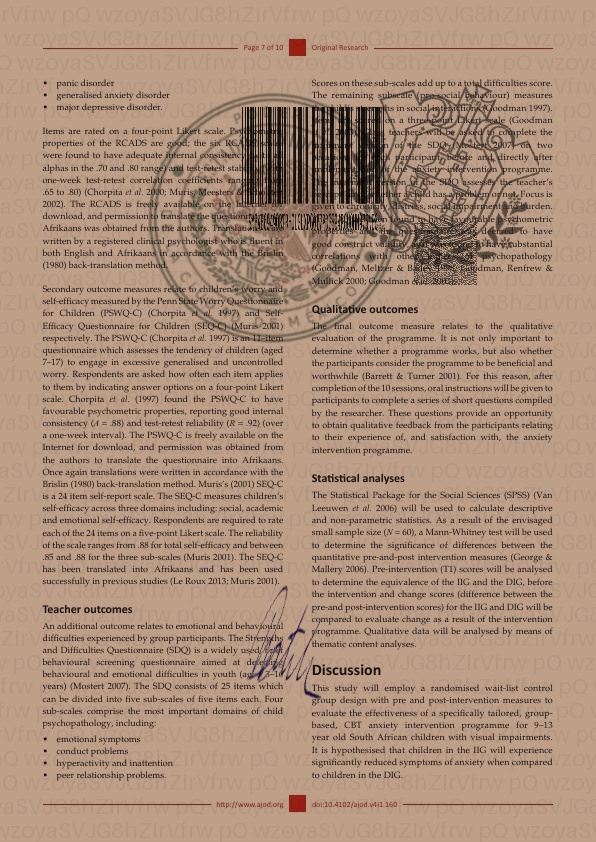 Page 7 of 10
Original Research
• panic disorder
• generalised anxiety disorder
• major depressive disorder.
Items are rated on a four-point Likert scale. Psychometric
properties of the RCADS are good; the six RCADS scales
were found to have adequate internal consistency with
alphas in the .70 and .80 range) and test-retest stability
one-week test-retest correlation coefficients ranging from
.65 to .80) (Chorpita et al. 2000; Muris, Meesters & Schouten
2002). The RCADS is freely available on the Internet for
download, and permission to translate the questionnaire into
Afrikaans was obtained from the authors. Translations were
written by a registered clinical psychologist who is fluent in
both English and Afrikaans in accordance with the Brislin
(1980) back-translation method.
Secondary outcome measures relate to children's worry and
self-efficacy measured by the Penn State Worry Questionnaire
for Children (PSWQ-C) (Chorpita et al. 1997) and Self-
Efficacy Questionnaire for Children (SEQ-C) (Muris 2001)
respectively. The PSWQ-C (Chorpita et al. 1997) is an 11-item
questionnaire which assesses the tendency of children (aged
7–17) to engage in excessive generalised and uncontrolled
worry. Respondents are asked how often each item applies
to them by indicating answer options on a four-point Likert
scale. Chorpita et al. (1997) found the PSWQ-C to have
favourable psychometric properties, reporting good internal
consistency (A = .88) and test-retest reliability (R = .92) (over
a one-week interval). The PSWQ-C is freely available on the
Internet for download, and permission was obtained from
the authors to translate the questionnaire into Afrikaans.
Once again translations were written in accordance with the
Brislin (1980) back-translation method. Muris's (2001) SEQ-C
is a 24 item self-report scale. The SEQ-C measures children's
self-efficacy across three domains including: social, academic
and emotional self-efficacy. Respondents are required to rate
each of the 24 items on a five-point Likert scale. The reliability
of the scale ranges from .88 for total self-efficacy and between
.85 and .88 for the three sub-scales (Muris 2001). The SEQ-C
has been translated into Afrikaans and has been used
successfully in previous studies (Le Roux 2013; Muris 2001).
Teacher outcomes
An additional outcome relates to emotional and behavioural
difficulties experienced by group participants. The Strengths
and Difficulties Questionnaire (SDQ) is a widely used, brief
behavioural screening questionnaire aimed at detecting
behavioural and emotional difficulties in youth (aged 3–16
years) (Mostert 2007). The SDQ consists of 25 items which
can be divided into five sub-scales of five items each. Four
sub-scales comprise the most important domains of child
psychopathology, including:
• emotional symptoms
• conduct problems
• hyperactivity and inattention
• peer relationship problems.
Scores on these sub-scales add up to a total difficulties score.
The remaining subscale (pro-social behaviour) measures
the child's strengths in social interactions (Goodman 1997).
Items are scored on a three-point Likert scale (Goodman
teachers will be asked to complete the
version of the SDQ (Mostert 2007) on two
each participant, before and directly after
the anxiety intervention programme.
version of the SDQ assesses the teacher's
child has a problem or not. Focus is
given to chronicity, distress, social impairment and burden.
found to have favourable psychometric
the questionnaire was deemed to have
good construct validity, as it was found to have substantial
correlations with other psychopathology
(Goodman, Meltzer & Bailey 1998; Goodman, Renfrew &
Mullick 2000; Goodman et al.
Qualitative outcomes
The final outcome measure relates to the qualitative
evaluation of the programme. It is not only important to
determine whether a programme works, but also whether
the participants consider the programme to be beneficial and
worthwhile (Barrett & Turner 2001). For this reason, after
completion of the 10 sessions, oral instructions will be given to
participants to complete a series of short questions compiled
by the researcher. These questions provide an opportunity
to obtain qualitative feedback from the participants relating
to their experience of, and satisfaction with, the anxiety
intervention programme.
Statistical analyses
The Statistical Package for the Social Sciences (SPSS) (Van
Leeuwen et al. 2006) will be used to calculate descriptive
and non-parametric statistics. As a result of the envisaged
small sample size (N = 60), a Mann-Whitney test will be used
to determine the significance of differences between the
quantitative pre-and post-intervention measures (George &
Mallery 2006). Pre-intervention (T1) scores will be analysed
to determine the equivalence of the IIG and the DIG, before
the intervention and change scores (difference between the
pre-and post-intervention scores) for the IIG and DIG will be
compared to evaluate change as a result of the intervention
programme. Qualitative data will be analysed by means of
thematic content analyses.
Discussion
This study will employ a randomised wait-list control
group design with pre and post-intervention measures to
evaluate the effectiveness of a specifically tailored, group-
based, CBT anxiety intervention programme for 9–13
year old South African children with visual impairments.
It is hypothesised that children in the IIG will experience
significantly reduced symptoms of anxiety when compared
to children in the DIG.
http://www.ajod.org
doi:10.4102/ajod.v4i1.160